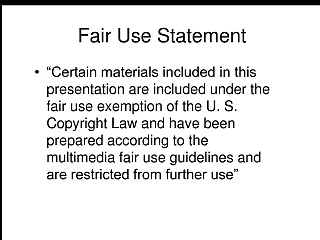 Fair Use Statement
• “Certain materials included in this
presentation are included under the
fair use exemption of the U. S.
Copyright Law and have been
prepared according to the
multimedia fair use guidelines and
are restricted from further use”